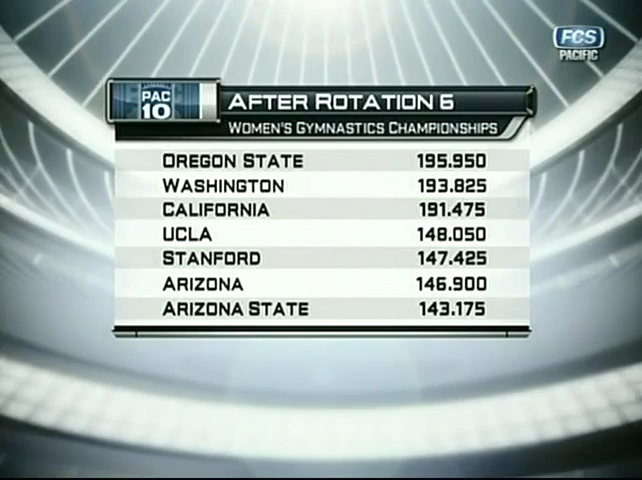 FCS
PACIFIC
PAC
10
AFTER ROTATION 6
WOMEN'S GYMNASTICS CHAMPIONSHIPS
OREGON STATE 195.950
WASHINGTON 193.825
CALIFORNIA 191.475
UCLA 148.050
STANFORD 147.425
ARIZONA 146.900
ARIZONA STATE 143.175